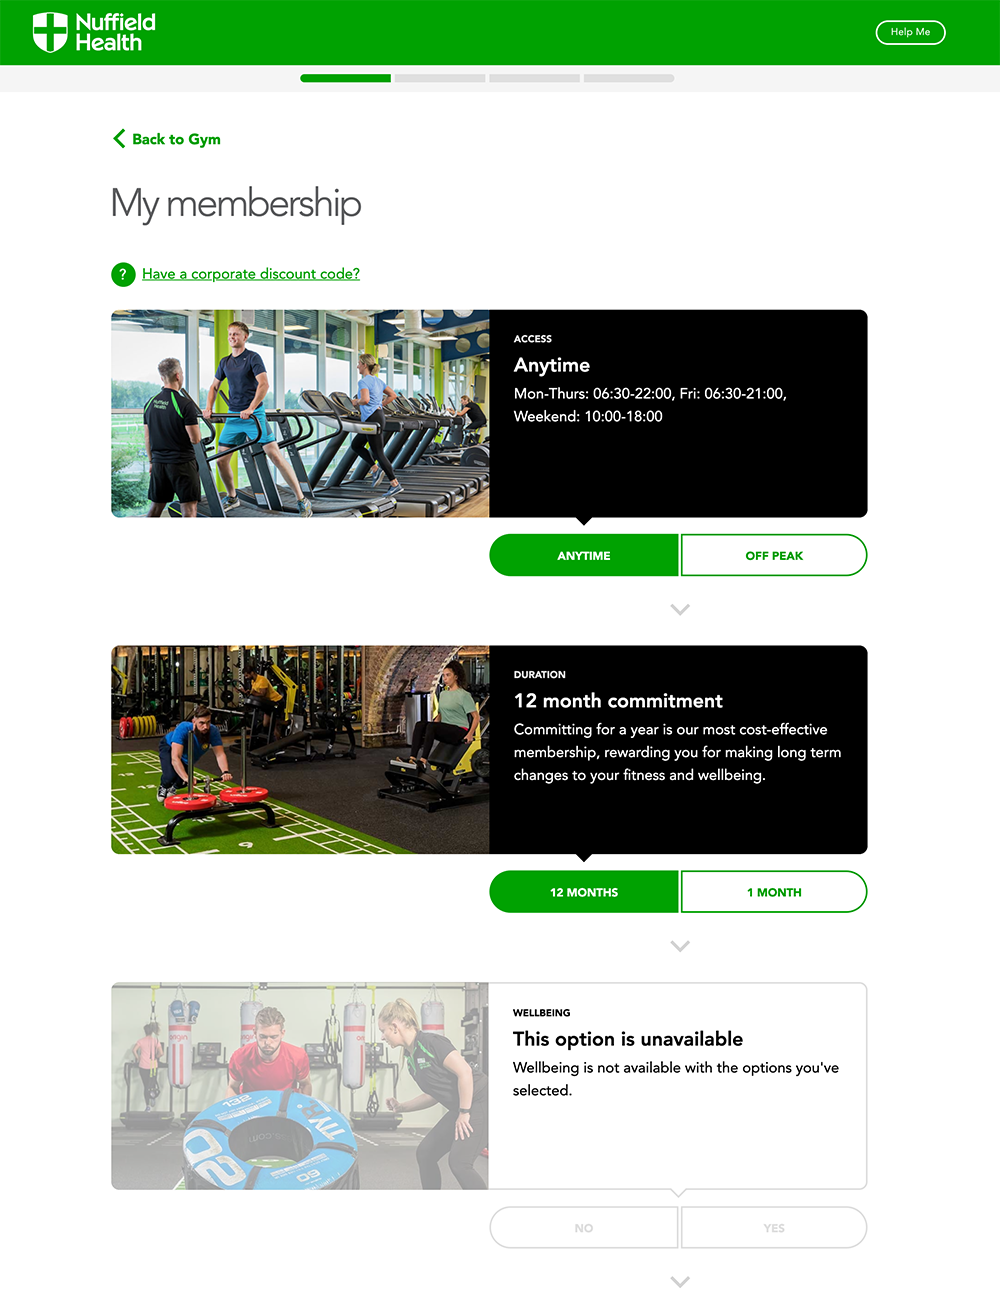 Nuffield
Health
Help Me
Back to Gym
My membership
? Have a corporate discount code?
Nuffield
Health
ACCESS
Anytime
Mon-Thurs: 06:30-22:00, Fri: 06:30-21:00,
Weekend: 10:00-18:00
ANYTIME
OFF PEAK
DURATION
12 month commitment
Committing for a year is our most cost-effective
membership, rewarding you for making long term
changes to your fitness and wellbeing.
12 MONTHS
1 MONTH
WELLBEING
This option is unavailable
Wellbeing is not available with the options you've
selected.
NO
YES